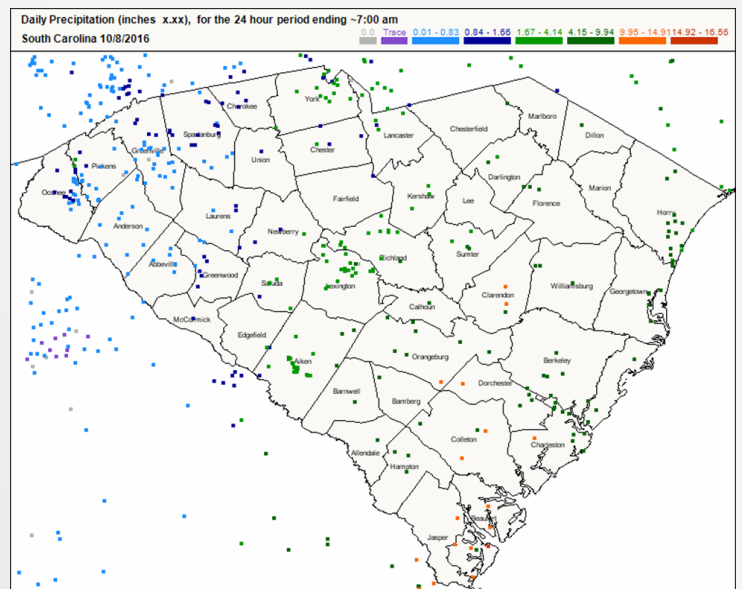 Daily Precipitation (inches x.xx), for the 24 hour period ending ~7:00 am
South Carolina 10/8/2016
0.0 Trace 0.01 - 0.83 0.84 - 1.66 1.67 - 4.14 4.15 - 9.94 9.95 - 14.91 14.92 - 16.56
York
Cherokee
Spartanburg
Greenville
Pickens
Oconee
Union
Chester
Lancaster
Chesterfield
Marlboro
Dillon
Darlington
Marion
Florence
Lee
Kershaw
Fairfield
Anderson
Laurens
Newberry
Horry
Abbeville
Greenwood
Saluda
Lexington
Richland
Sumter
Clarendon
Williamsburg
Georgetown
McCormick
Edgefield
Calhoun
Aiken
Orangeburg
Berkeley
Dorchester
Barnwell
Bamberg
Colleton
Charleston
Allendale
Hampton
Beaufort
Jasper